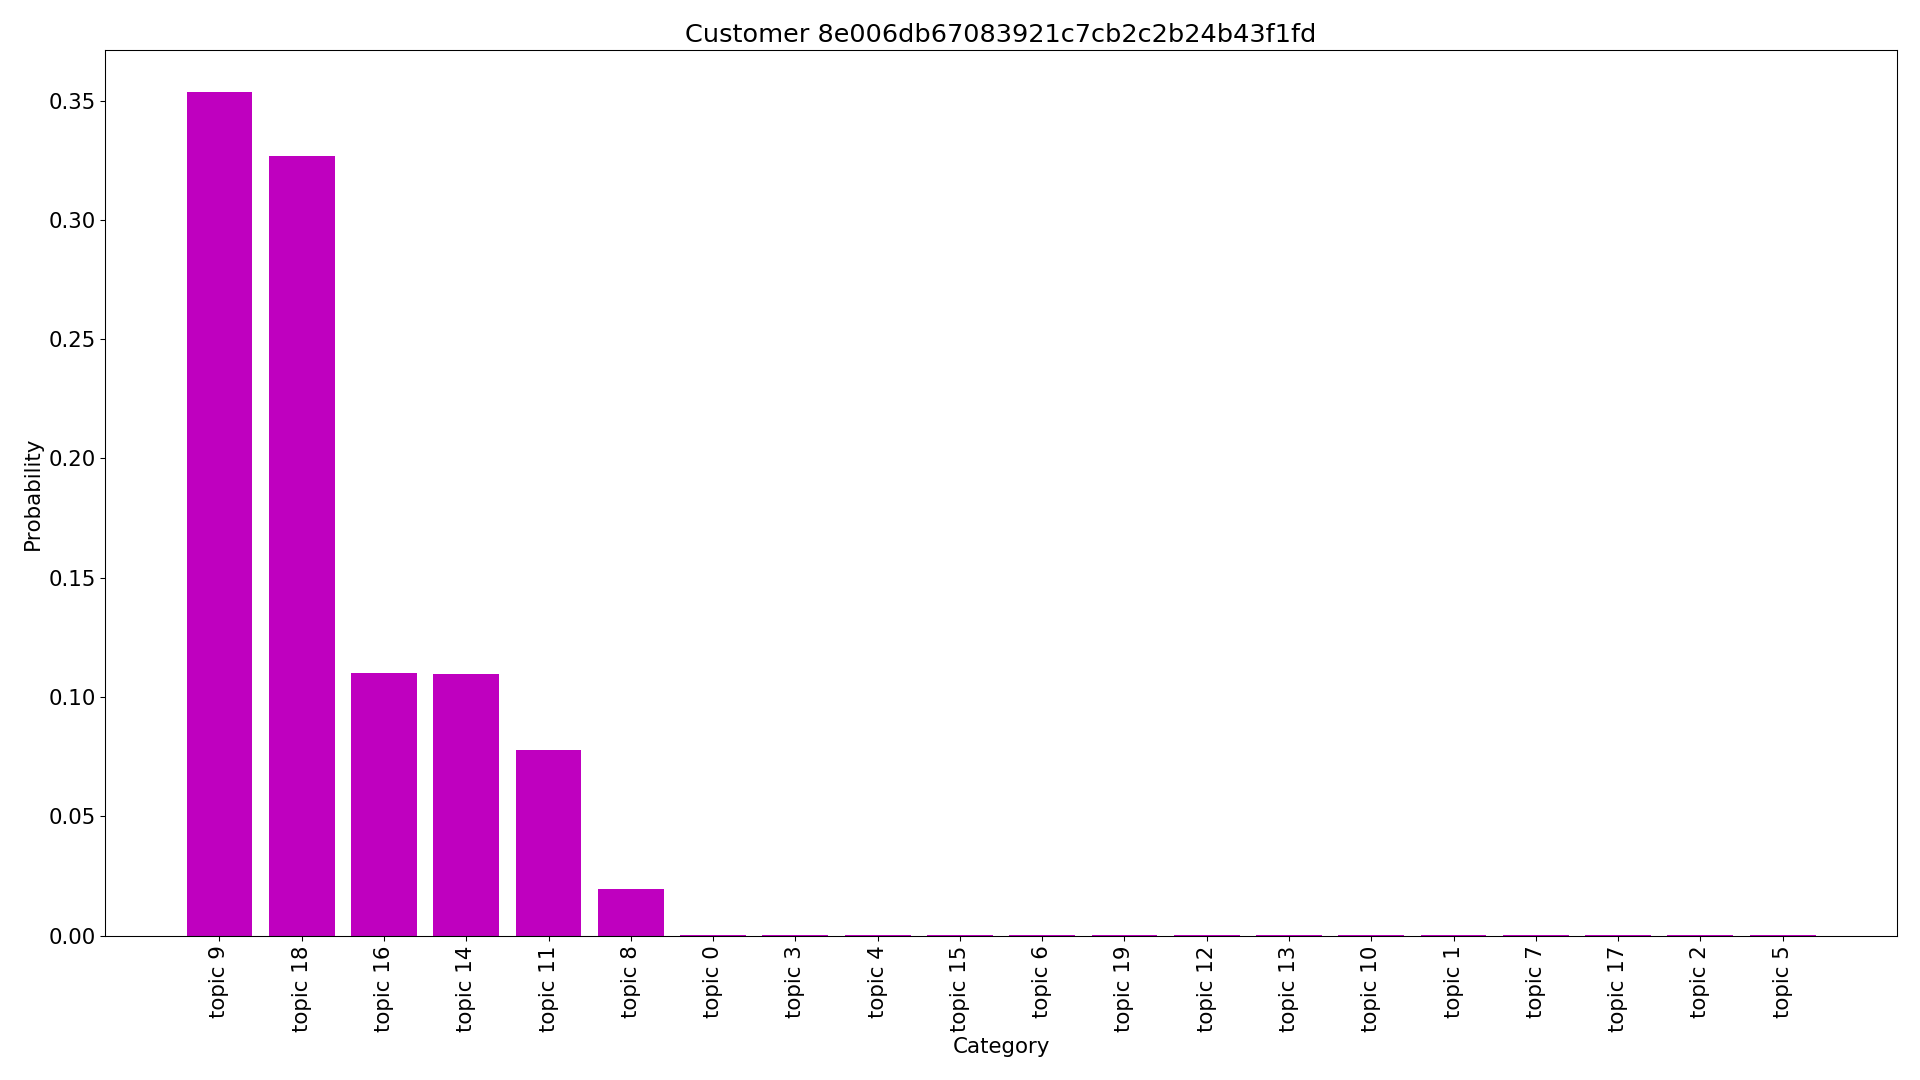 Customer 8e006db67083921c7cb2c2b24b43f1fd
Probability
0.35
0.30
0.25
0.20
0.15
0.10
0.05
0.00
topic 9
topic 18
topic 16
topic 14
topic 11
topic 8
topic 0
topic 3
topic 4
topic 15
topic 6
topic 19
topic 12
topic 13
topic 10
topic 1
topic 7
topic 17
topic 2
topic 5
Category